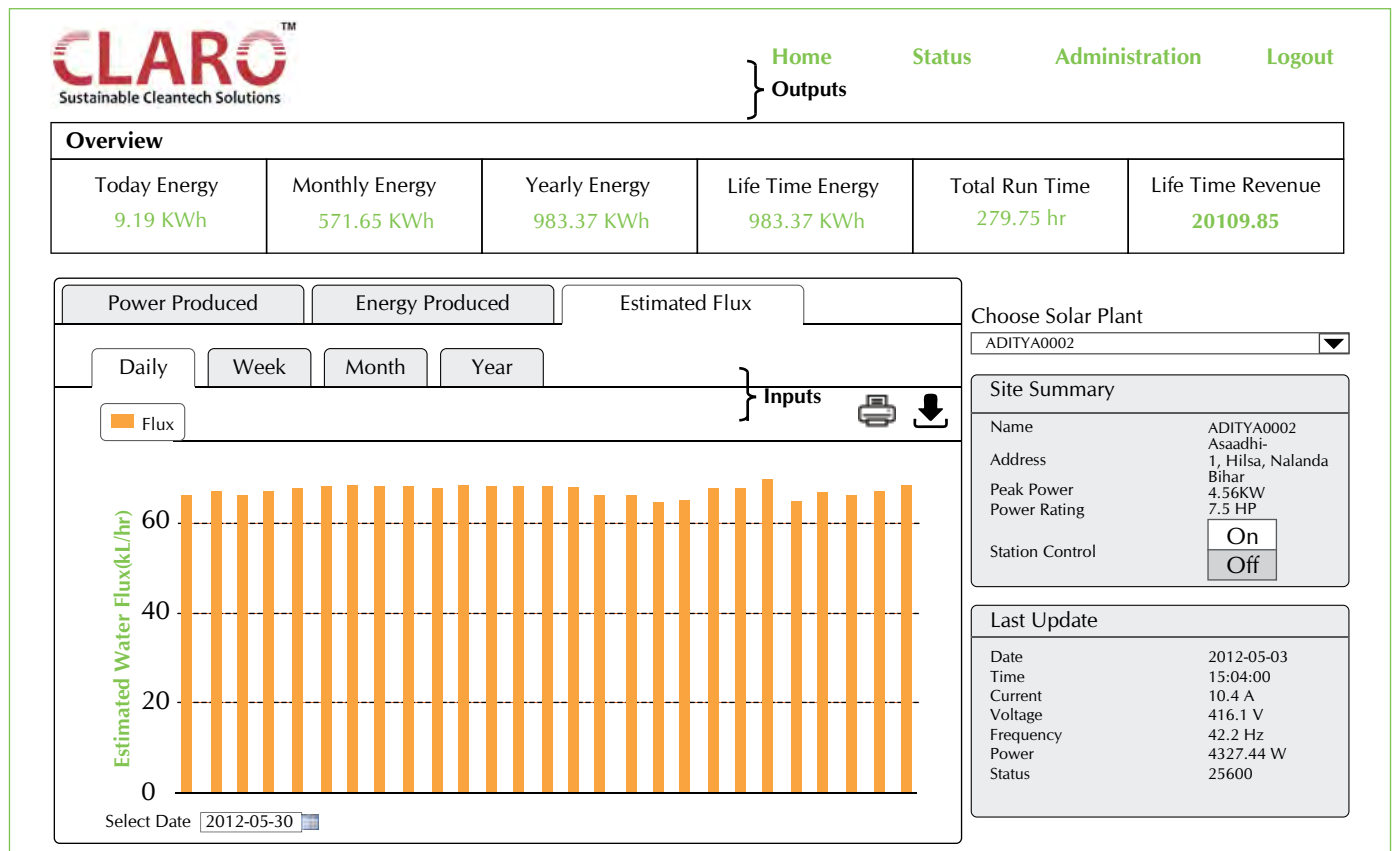 CLARO™
Sustainable Cleantech Solutions
Home Status Administration Logout
Outputs
Overview
Today Energy Monthly Energy Yearly Energy Life Time Energy Total Run Time Life Time Revenue
9.19 KWh 571.65 KWh 983.37 KWh 983.37 KWh 279.75 hr 20109.85
Power Produced Energy Produced Estimated Flux
Daily Week Month Year
Inputs
Flux
Estimated Water Flux(kL/hr)
60
40
20
0
Select Date 2012-05-30
Choose Solar Plant
ADITYA0002
Site Summary
Name ADITYA0002
Address Asaadhi-
1, Hilsa, Nalanda
Bihar
Peak Power 4.56KW
Power Rating 7.5 HP
Station Control On
Off
Last Update
Date 2012-05-03
Time 15:04:00
Current 10.4 A
Voltage 416.1 V
Frequency 42.2 Hz
Power 4327.44 W
Status 25600